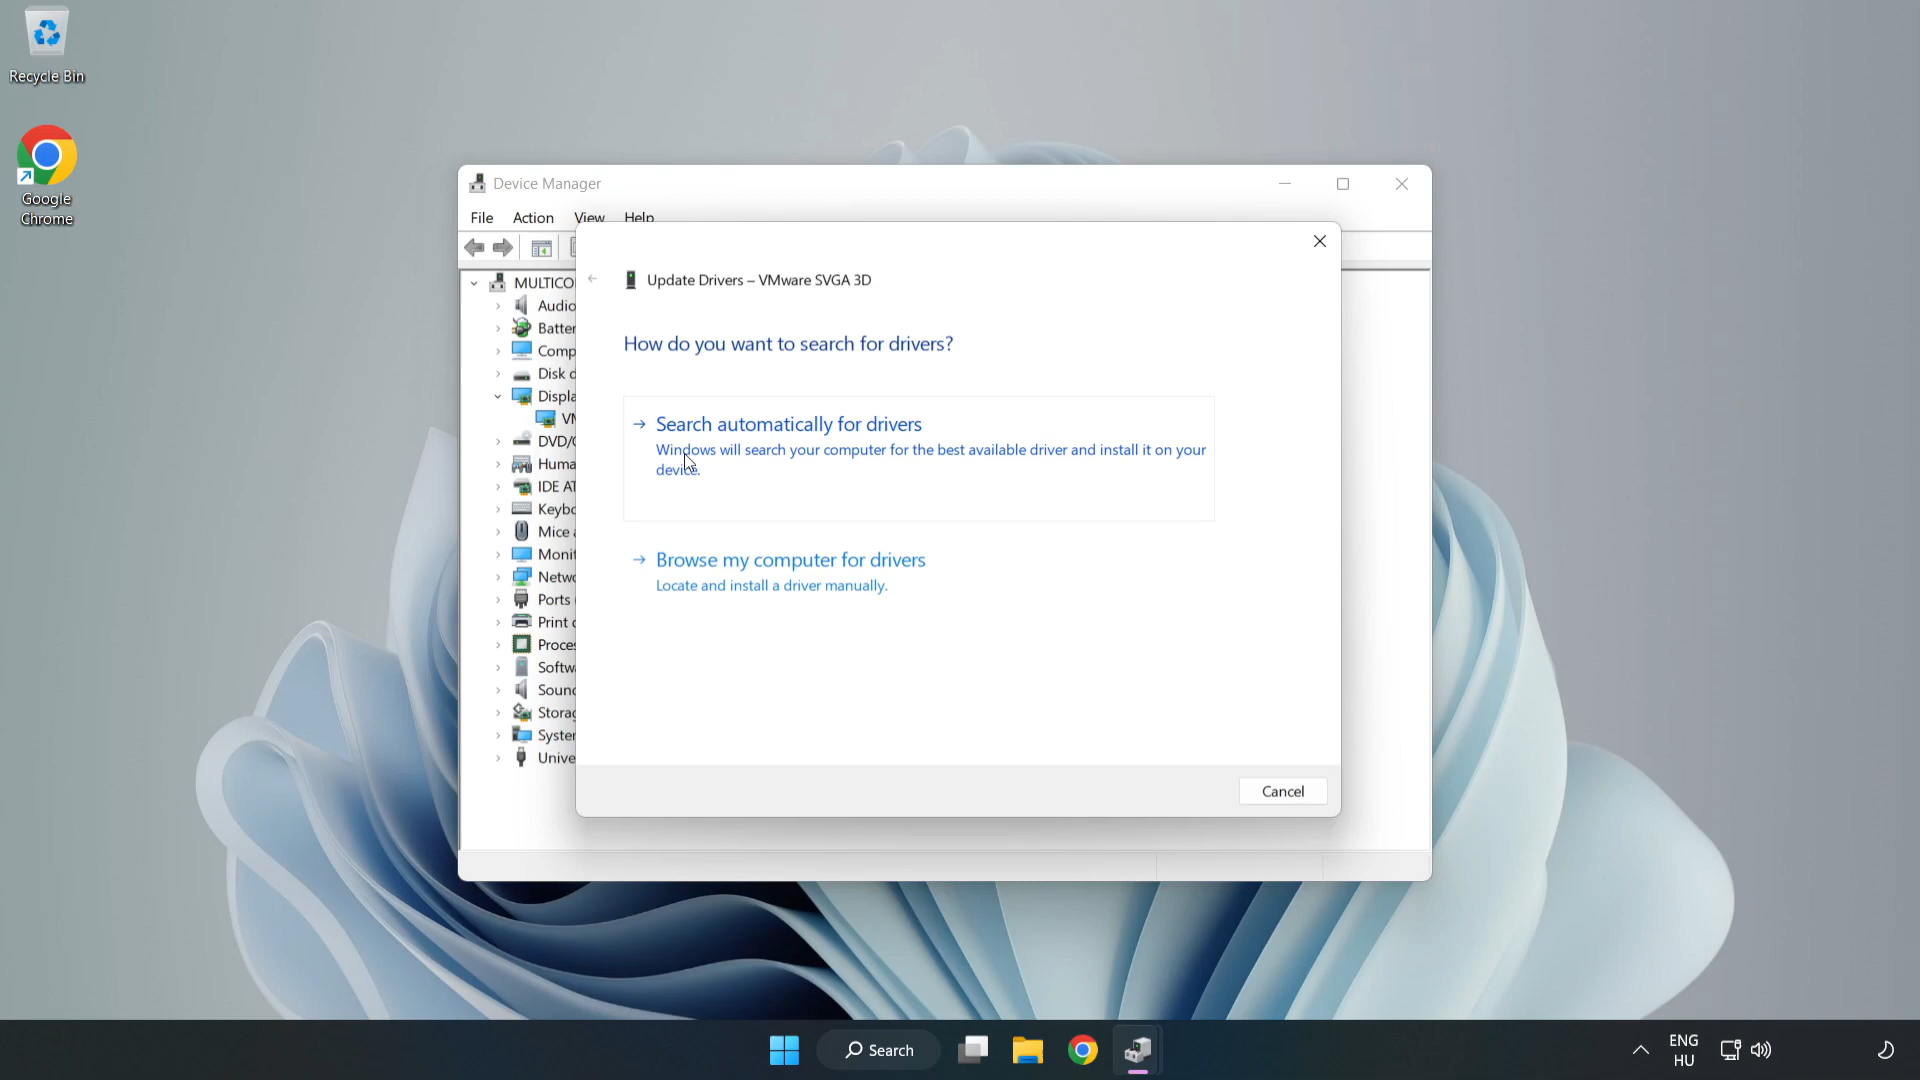 Recycle Bin
Google
Chrome
Device Manager
File Action View Help
MULTICO
Update Drivers – VMware SVGA 3D
Audio
Batter
How do you want to search for drivers?
Comp
Disk d
Displa
VM
Search automatically for drivers
Windows will search your computer for the best available driver and install it on your
device.
DVD/C
Huma
IDE AT
Keybo
Mice a
Monit
Browse my computer for drivers
Locate and install a driver manually.
Netwo
Ports (
Print q
Proces
Softwa
Sound
Storag
System
Unive
Cancel
Search
ENG
HU